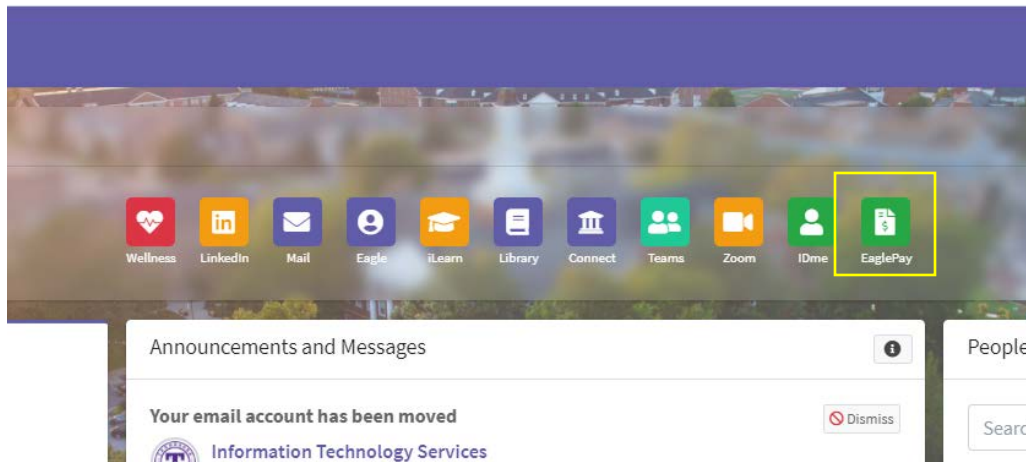 Wellness LinkedIn Mail Eagle iLearn Library Connect Teams Zoom IDme EaglePay
Announcements and Messages
People
Your email account has been moved
Dismiss
Information Technology Services
Searc